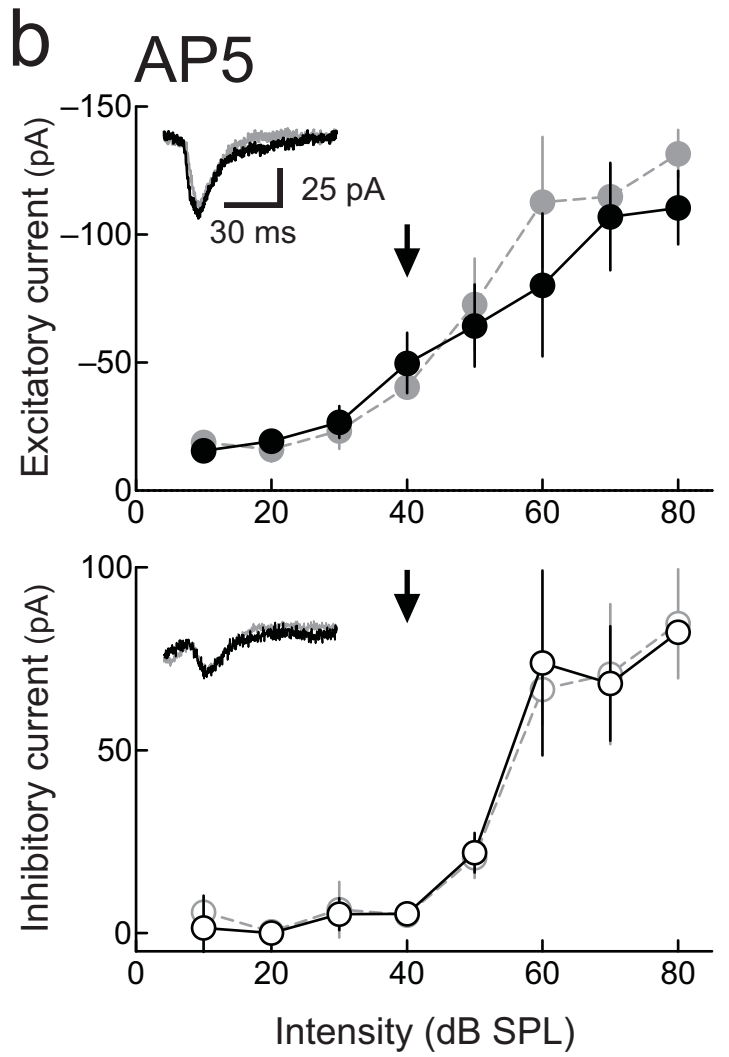 b
AP5
Excitatory current (pA)
–150
–100
–50
0
25 pA
30 ms
0 20 40 60 80
Inhibitory current (pA)
100
50
0
0 20 40 60 80
Intensity (dB SPL)